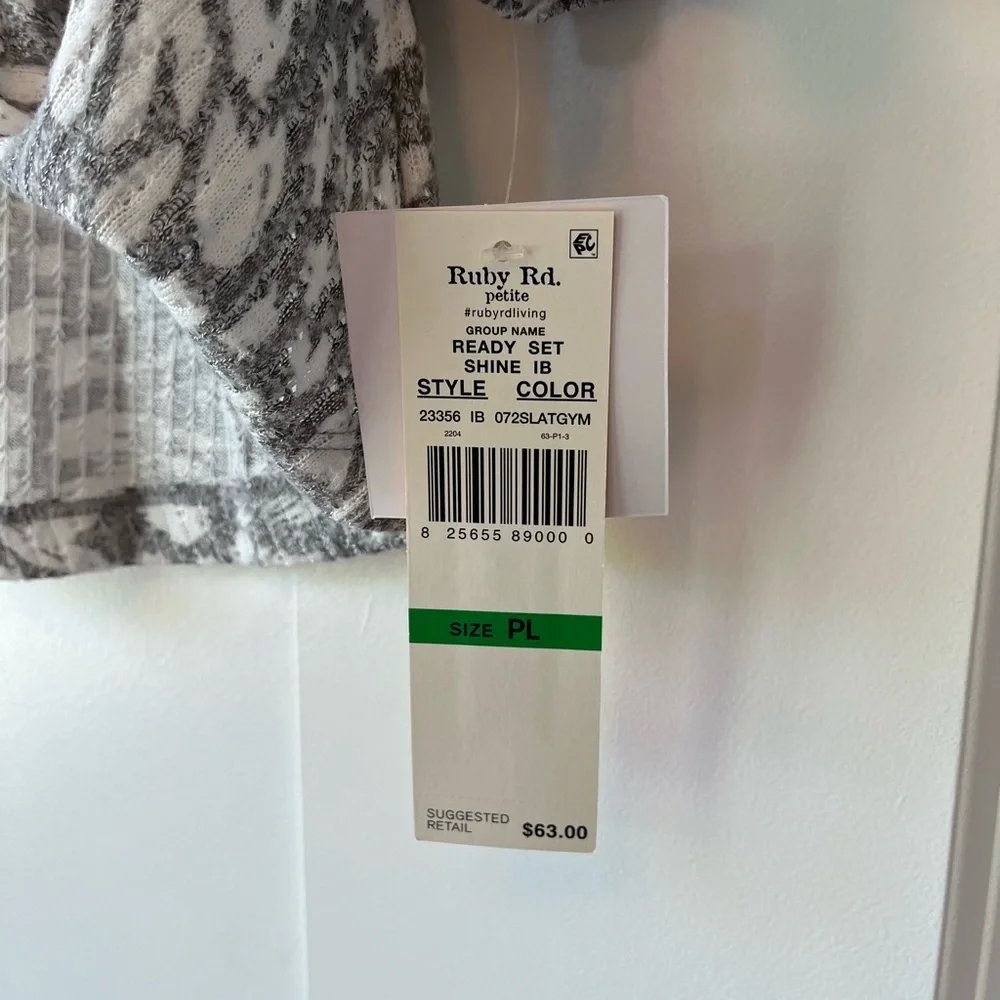 Ruby Rd.
petite
#rubyrdliving
GROUP NAME
READY SET
SHINE IB
STYLE COLOR
23356 IB 072SLATGYM
2204 63-P1-3
8 25655 89000 0
SIZE PL
SUGGESTED
RETAIL $63.00